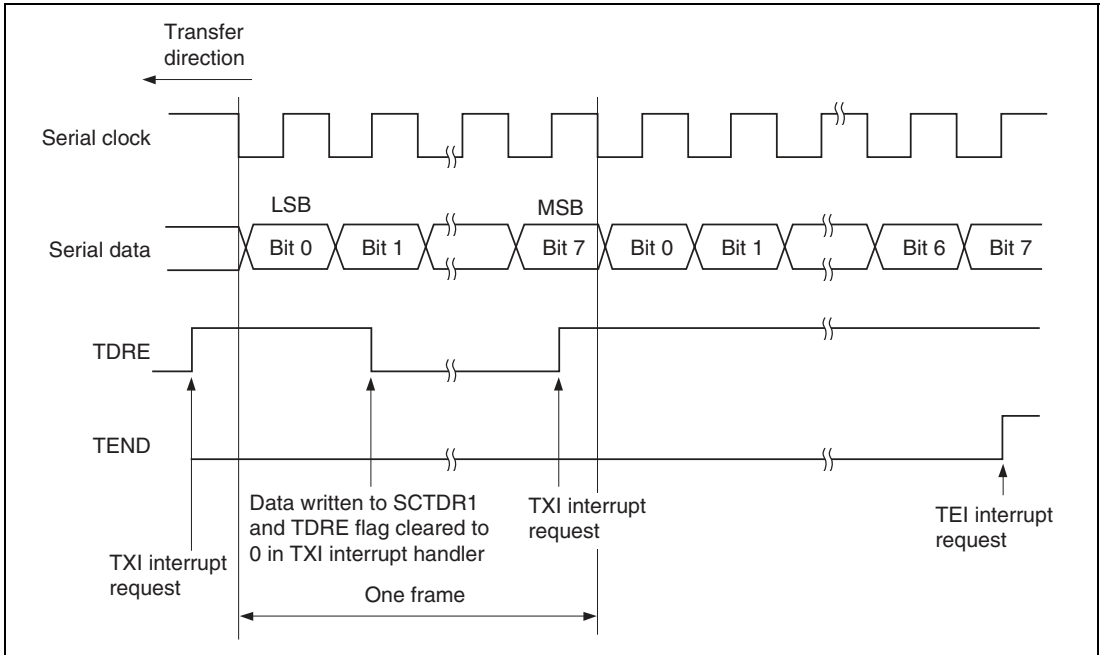 Transfer
direction
Serial clock
LSB
MSB
Serial data
Bit 0
Bit 1
Bit 7
Bit 0
Bit 1
Bit 6
Bit 7
TDRE
TEND
Data written to SCTDR1
and TDRE flag cleared to
0 in TXI interrupt handler
TXI interrupt
request
TEI interrupt
request
TXI interrupt
request
One frame